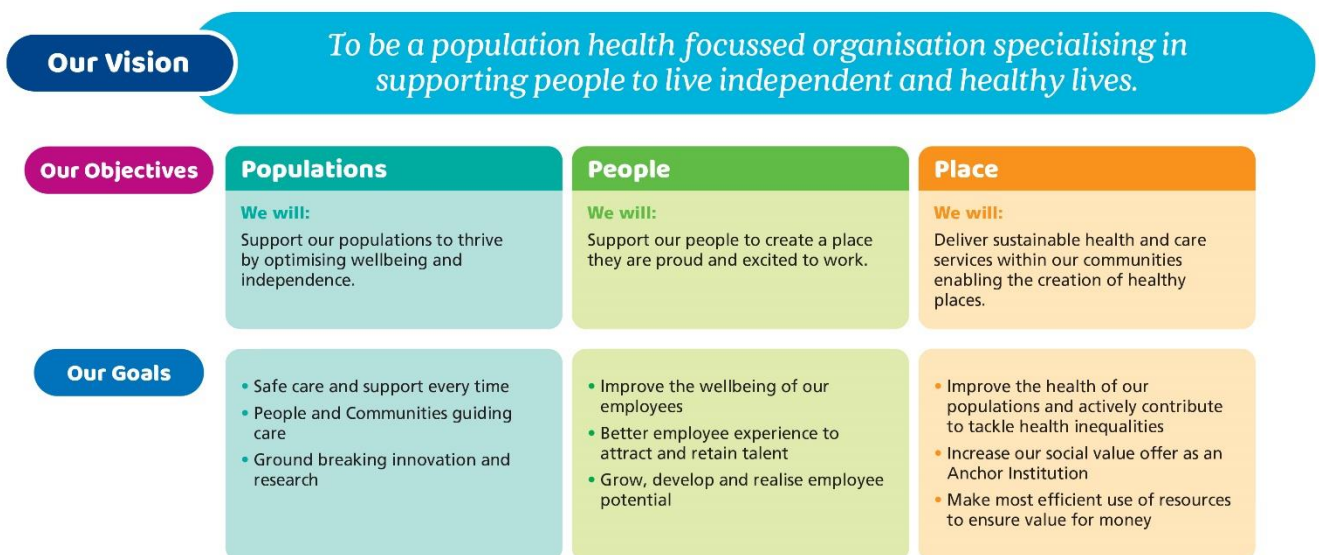 Our Vision
To be a population health focussed organisation specialising in
supporting people to live independent and healthy lives.
Our Objectives
Populations
We will:
Support our populations to thrive
by optimising wellbeing and
independence.
People
We will:
Support our people to create a place
they are proud and excited to work.
Place
We will:
Deliver sustainable health and care
services within our communities
enabling the creation of healthy
places.
Our Goals
• Safe care and support every time
• People and Communities guiding
care
• Ground breaking innovation and
research
• Improve the wellbeing of our
employees
• Better employee experience to
attract and retain talent
• Grow, develop and realise employee
potential
• Improve the health of our
populations and actively contribute
to tackle health inequalities
• Increase our social value offer as an
Anchor Institution
• Make most efficient use of resources
to ensure value for money